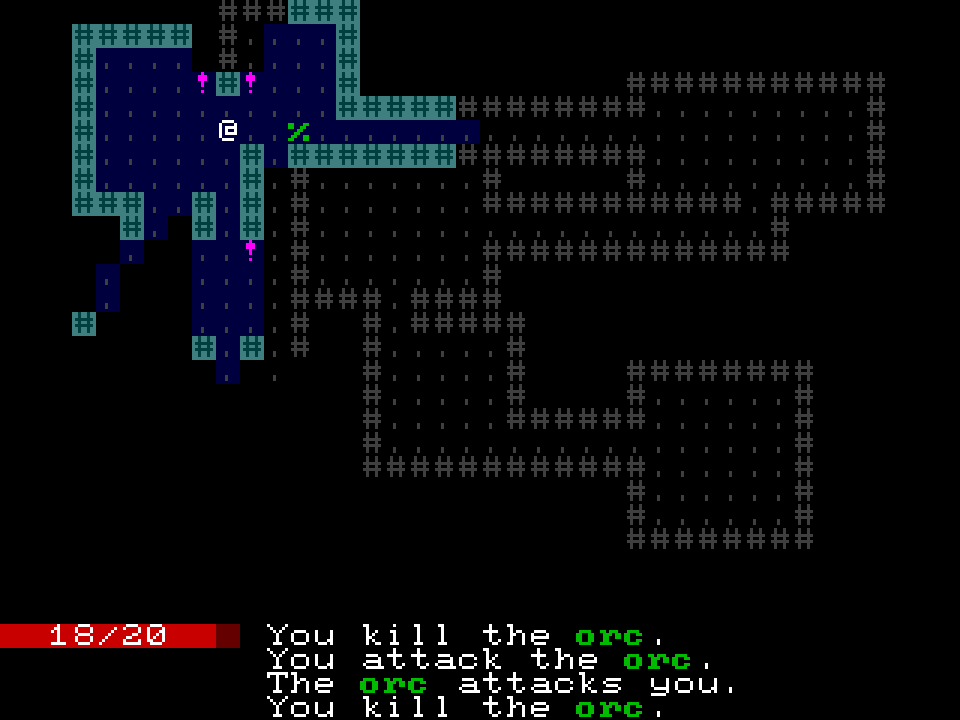 18/20
You kill the orc.
You attack the orc.
The orc attacks you.
You kill the orc.